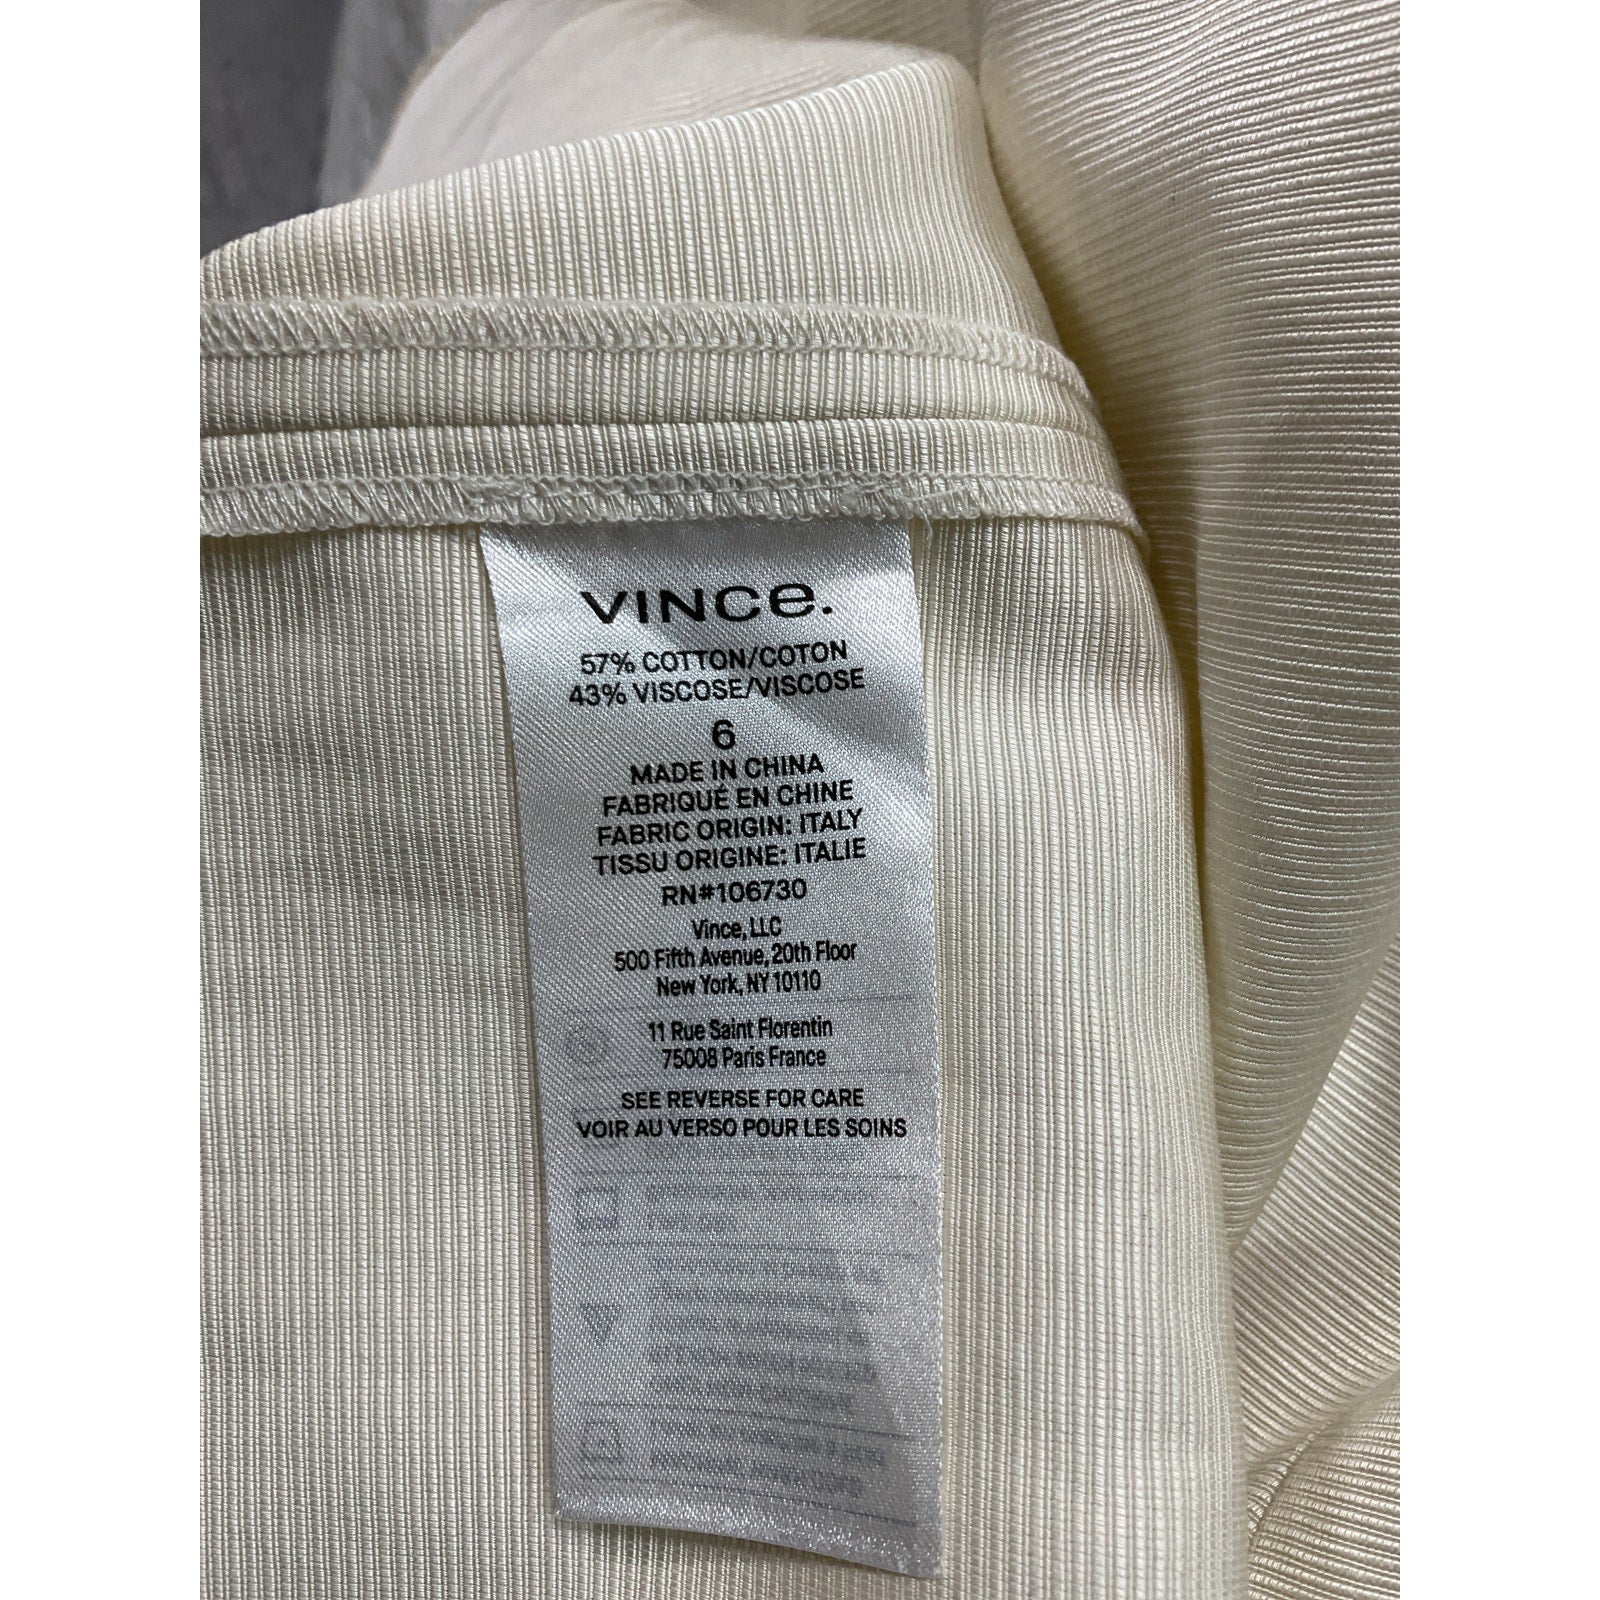 VINCe.
57% COTTON/COTON
43% VISCOSE/VISCOSE
6
MADE IN CHINA
FABRIQUÉ EN CHINE
FABRIC ORIGIN: ITALY
TISSU ORIGINE: ITALIE
RN#106730
Vince, LLC
500 Fifth Avenue, 20th Floor
New York, NY 10110
11 Rue Saint Florentin
75008 Paris France
SEE REVERSE FOR CARE
VOIR AU VERSO POUR LES SOINS